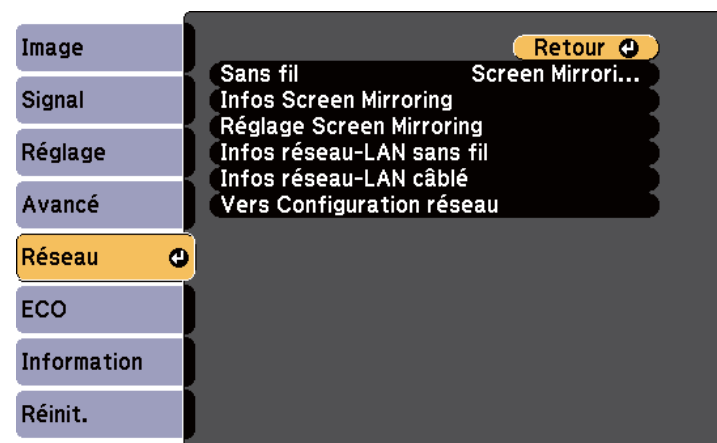 Image
Signal
Réglage
Avancé
Réseau
ECO
Information
Réinit.
Retour
Sans fil Screen Mirrori...
Infos Screen Mirroring
Réglage Screen Mirroring
Infos réseau-LAN sans fil
Infos réseau-LAN câblé
Vers Configuration réseau